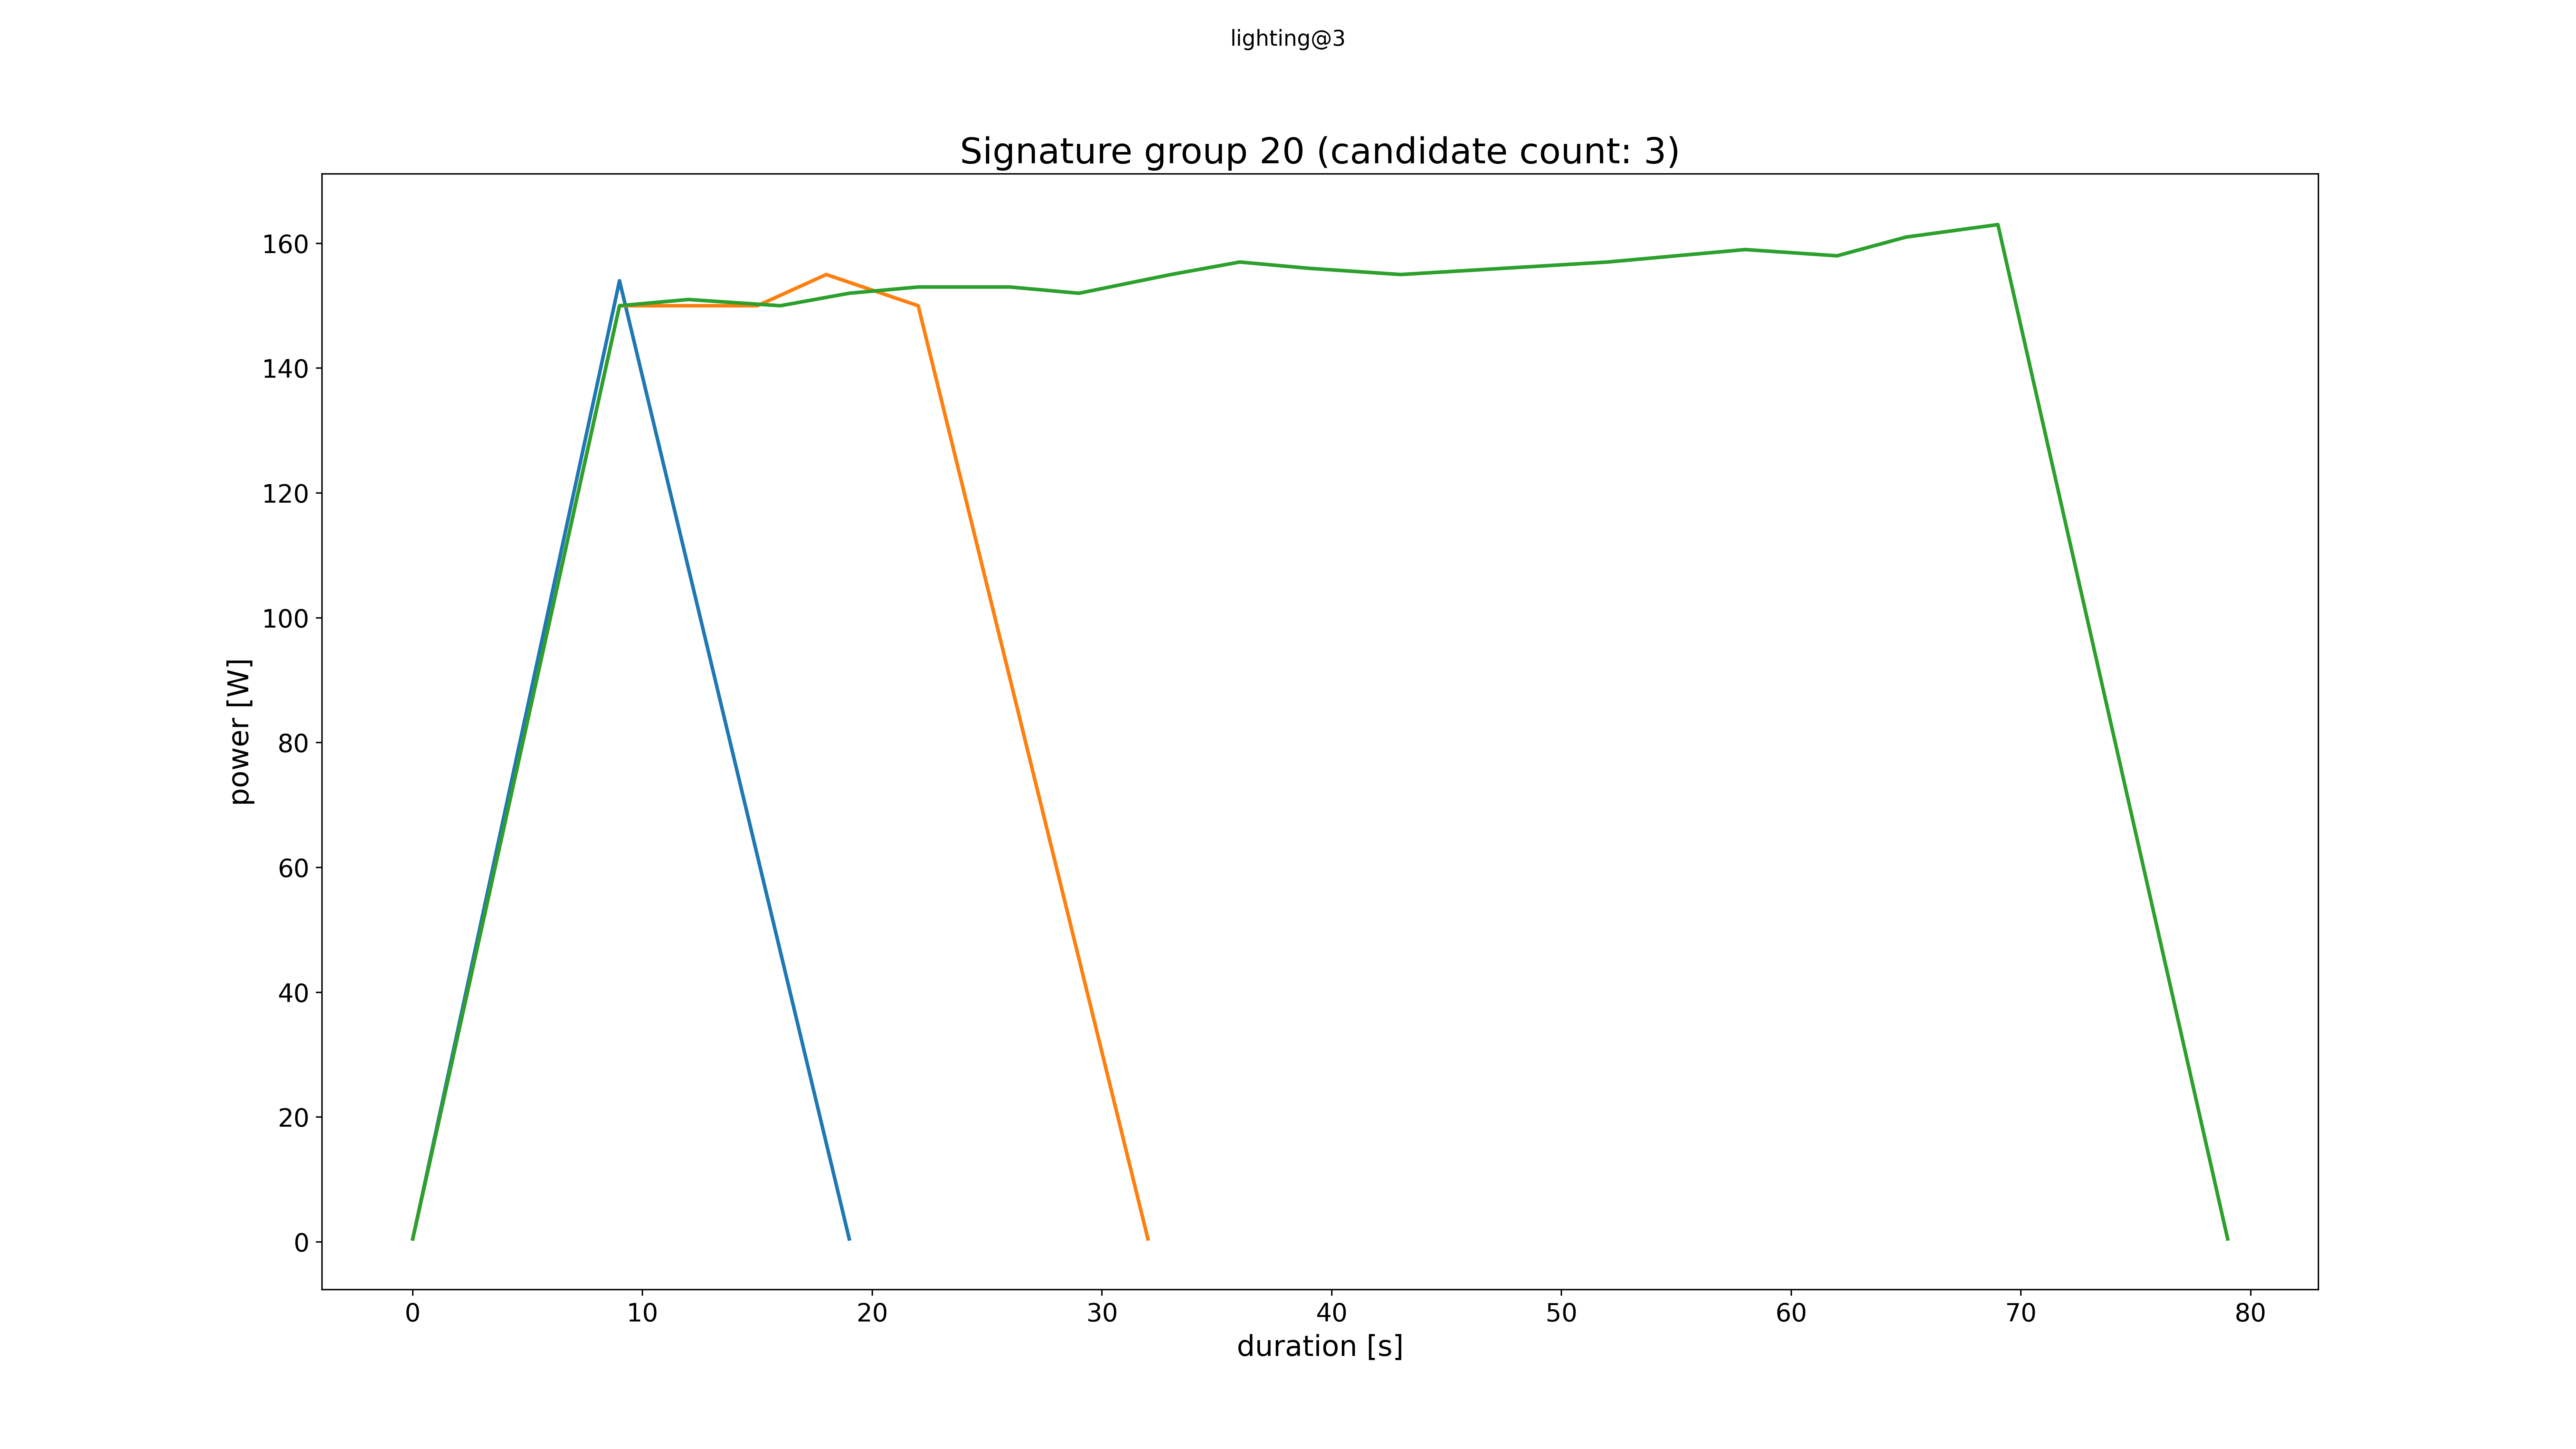 lighting@3
Signature group 20 (candidate count: 3)
power [W]
160
140
120
100
80
60
40
20
0
0 10 20 30 40 50 60 70 80
duration [s]